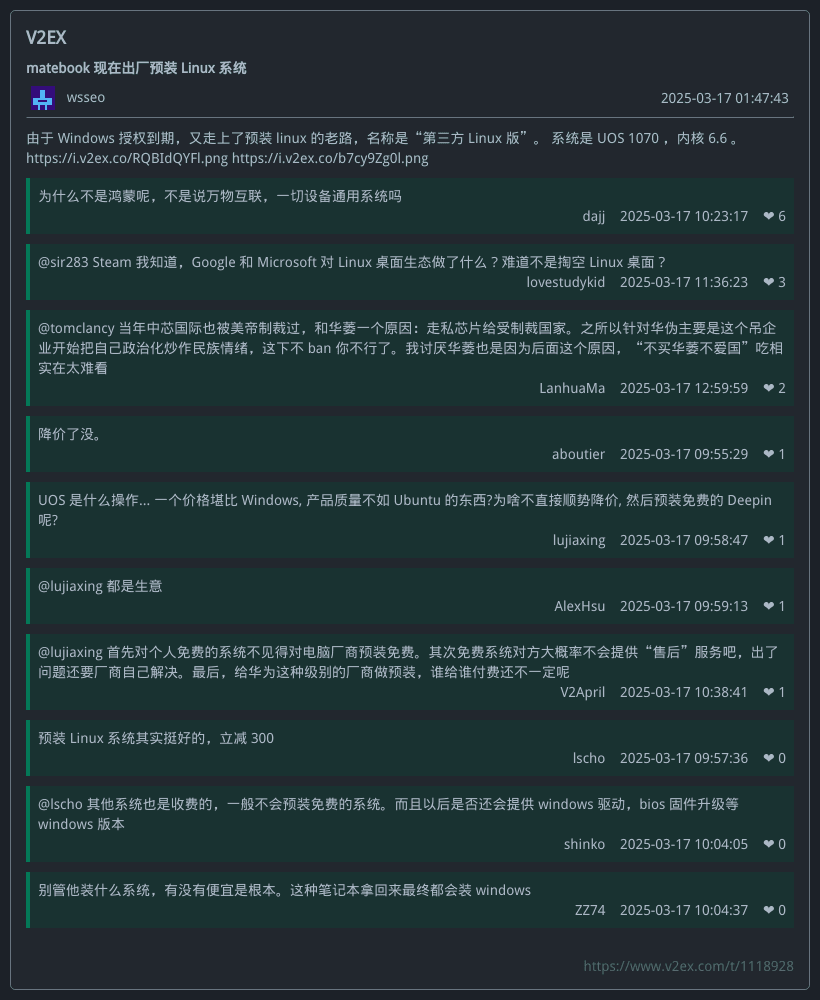 V2EX
matebook 现在出厂预装 Linux 系统
wsseo 2025-03-17 01:47:43
由于 Windows 授权到期，又走上了预装 linux 的老路，名称是“第三方 Linux 版”。 系统是 UOS 1070 ，内核 6.6 。
https://i.v2ex.co/RQBIdQYFl.png https://i.v2ex.co/b7cy9Zg0l.png
为什么不是鸿蒙呢，不是说万物互联，一切设备通用系统吗
dajj 2025-03-17 10:23:17 ❤ 6
@sir283 Steam 我知道，Google 和 Microsoft 对 Linux 桌面生态做了什么？难道不是掏空 Linux 桌面？
lovestudykid 2025-03-17 11:36:23 ❤ 3
@tomclancy 当年中芯国际也被美帝制裁过，和华菱一个原因：走私芯片给受制裁国家。之所以针对华伪主要是这个吊企
业开始把自己政治化炒作民族情绪，这下不 ban 你不行了。我讨厌华菱也是因为后面这个原因，“不买华菱不爱国”吃相
实在太难看
LanhuaMa 2025-03-17 12:59:59 ❤ 2
降价了没。
aboutier 2025-03-17 09:55:29 ❤ 1
UOS 是什么操作... 一个价格堪比 Windows, 产品质量不如 Ubuntu 的东西?为啥不直接顺势降价, 然后预装免费的 Deepin
呢?
lujiaxing 2025-03-17 09:58:47 ❤ 1
@lujiaxing 都是生意
AlexHsu 2025-03-17 09:59:13 ❤ 1
@lujiaxing 首先对个人免费的系统不见得对电脑厂商预装免费。其次免费系统对方大概率不会提供“售后”服务吧，出了
问题还要厂商自己解决。最后，给华为这种级别的厂商做预装，谁给谁付费还不一定呢
V2April 2025-03-17 10:38:41 ❤ 1
预装 Linux 系统其实挺好的，立减 300
lscho 2025-03-17 09:57:36 ❤ 0
@lscho 其他系统也是收费的，一般不会预装免费的系统。而且以后是否还会提供 windows 驱动，bios 固件升级等
windows 版本
shinko 2025-03-17 10:04:05 ❤ 0
别管他装什么系统，有没有便宜是根本。这种笔记本拿回来最终都会装 windows
ZZ74 2025-03-17 10:04:37 ❤ 0
https://www.v2ex.com/t/1118928